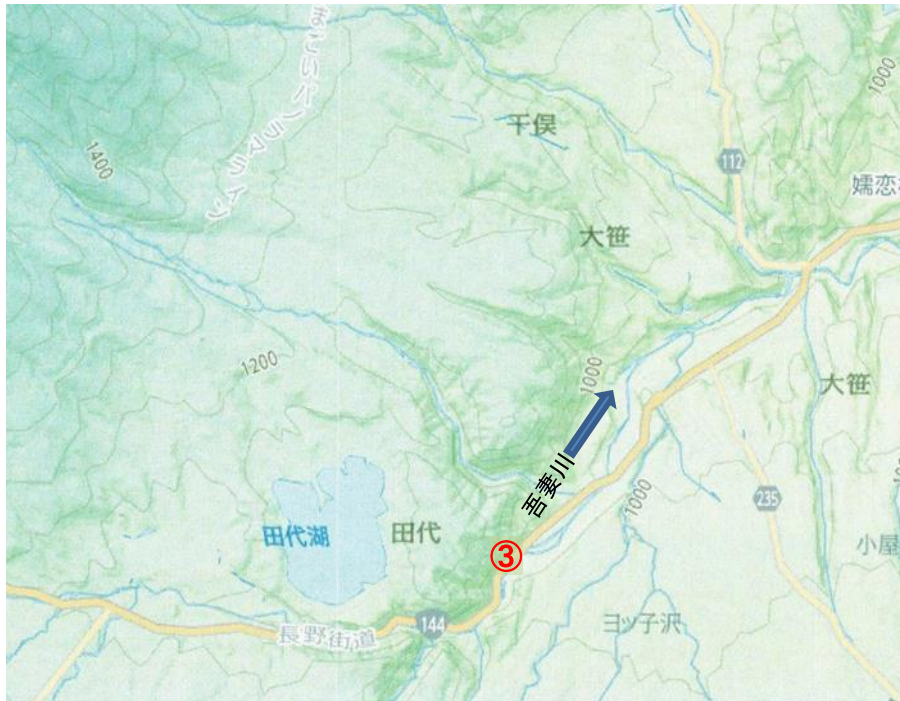 つまごいパノラマライン
1000
干俣
112
1400
嬬恋
大笹
1200
1000
大笹
吾妻川
1000
235
③
田代湖
田代
小屋
144
ヨッ子沢
長野街道